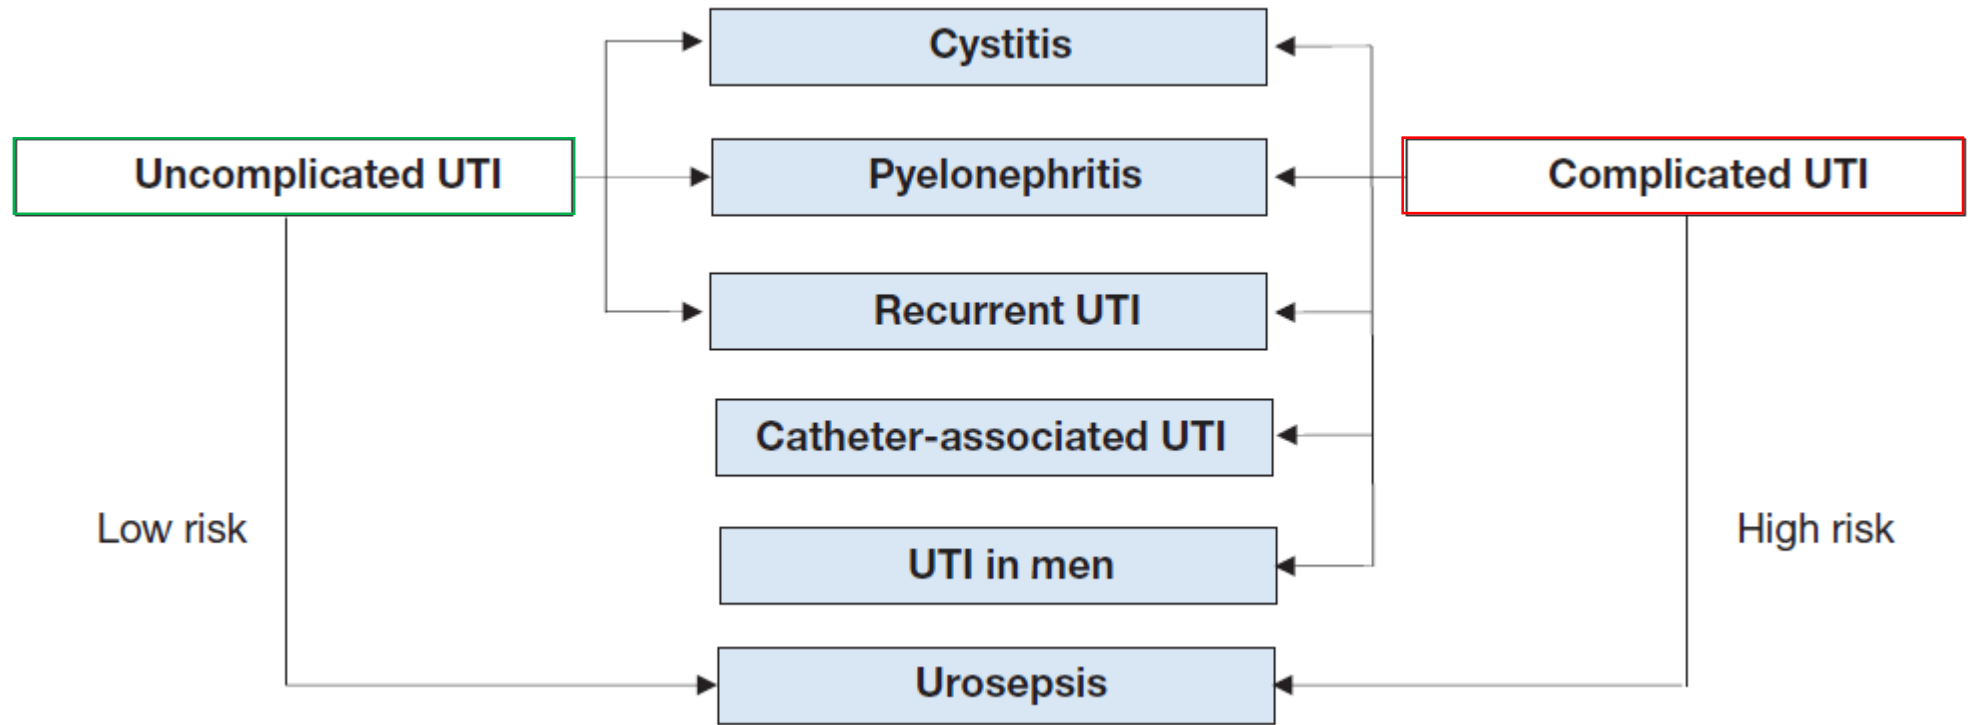 Cystitis
Uncomplicated UTI
Pyelonephritis
Complicated UTI
Recurrent UTI
Catheter-associated UTI
Low risk
High risk
UTI in men
Urosepsis